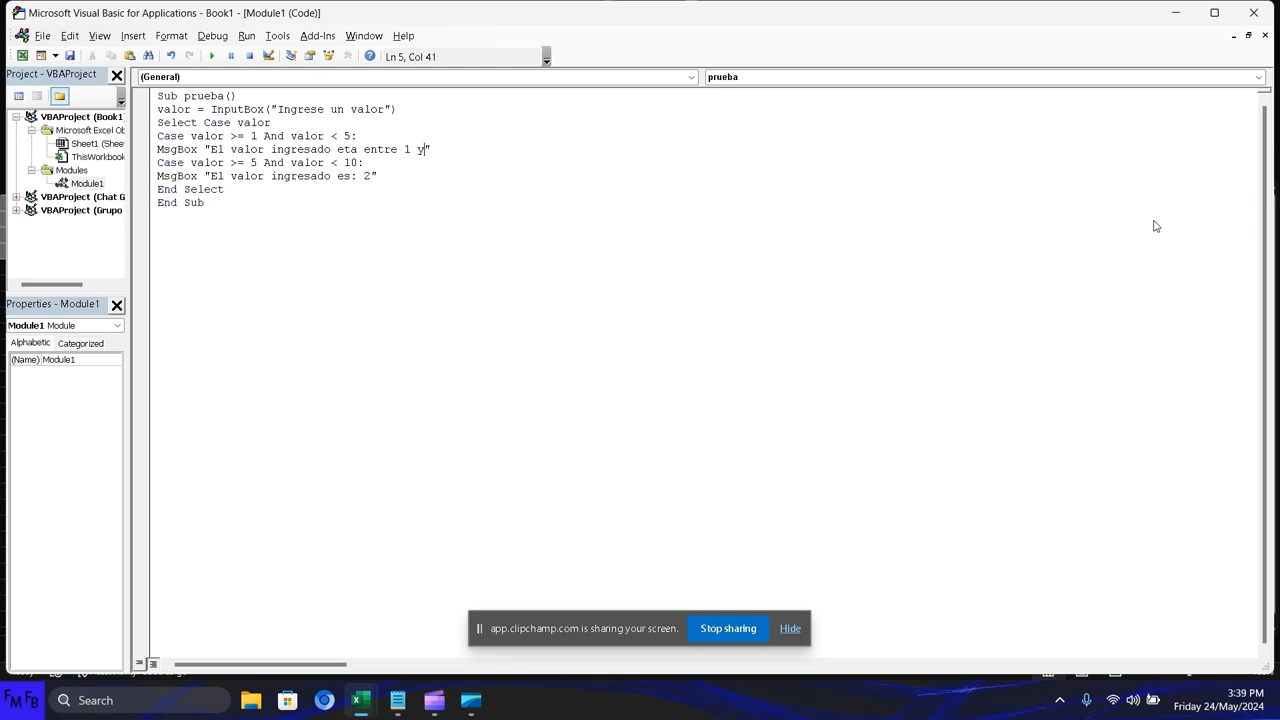 Microsoft Visual Basic for Applications - Book1 - [Module1 (Code)]
File Edit View Insert Format Debug Run Tools Add-Ins Window Help
Ln 5, Col 41
Project - VBAProject
(General)
prueba
VBAProject (Book1)
Microsoft Excel Ob
Sheet1 (Shee
ThisWorkboo
Modules
Module1
VBAProject (Chat G
VBAProject (Grupo
Sub prueba()
valor = InputBox("Ingrese un valor")
Select Case valor
Case valor >= 1 And valor < 5:
MsgBox "El valor ingresado eta entre 1 y"
Case valor >= 5 And valor < 10:
MsgBox "El valor ingresado es: 2"
End Select
End Sub
Properties - Module1
Module1 Module
Alphabetic Categorized
(Name) Module1
app.clipchamp.com is sharing your screen. Stop sharing Hide
FM FB
Search
3:39 PM
Friday 24/May/2024